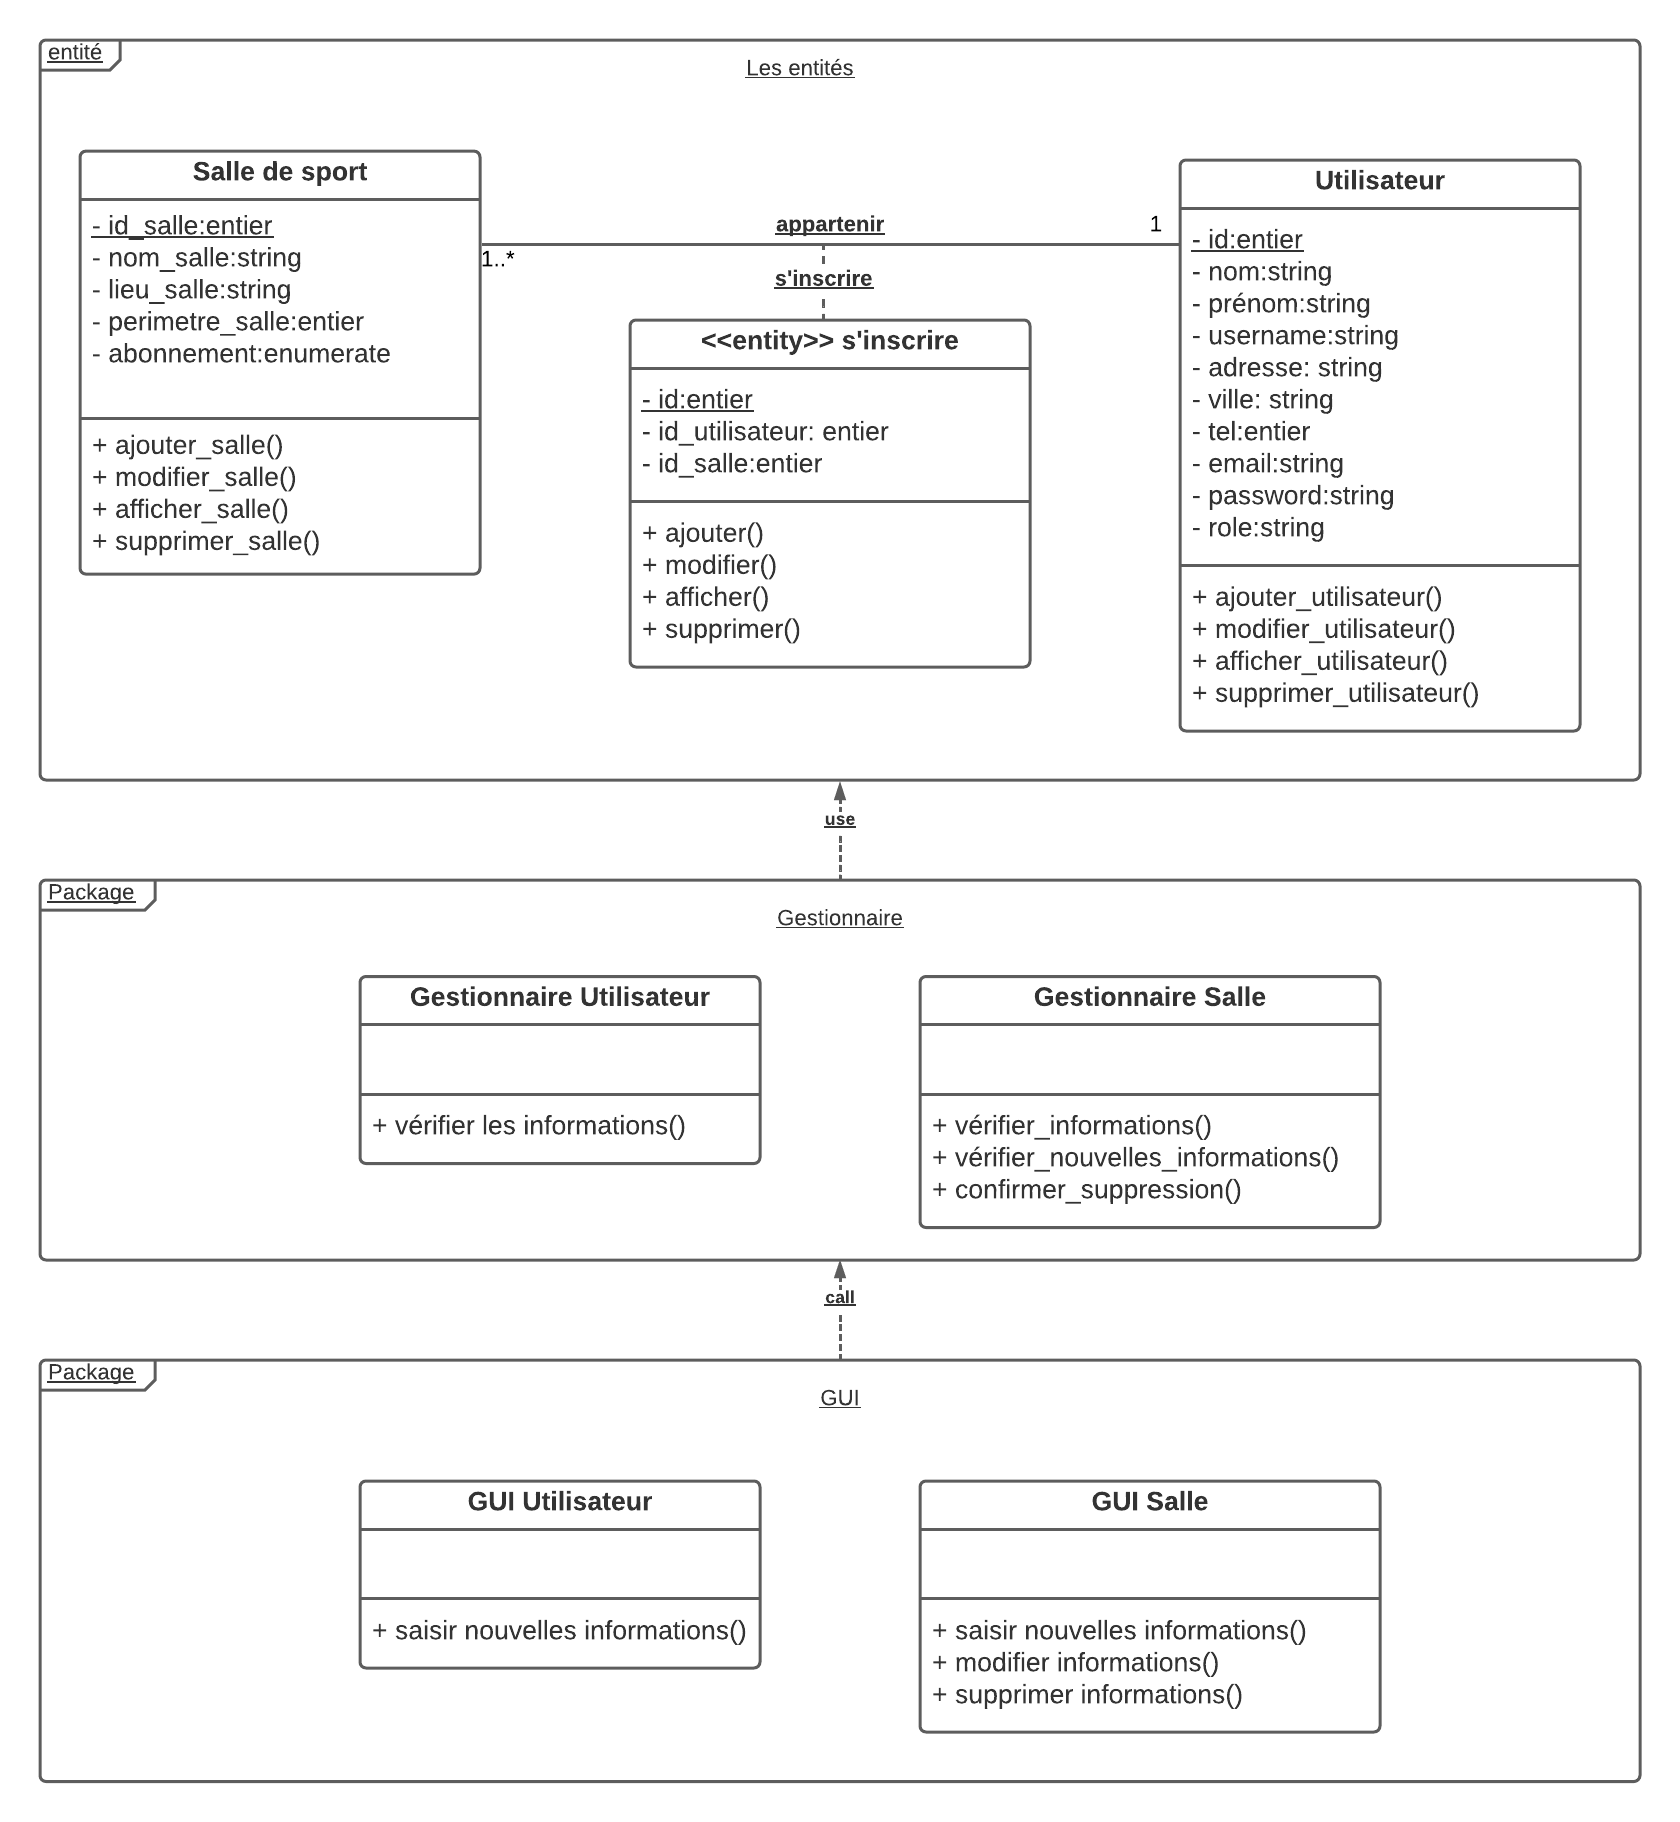 entité
Les entités
Salle de sport
- id_salle:entier
- nom_salle:string
- lieu_salle:string
- perimetre_salle:entier
- abonnement:enumerate
+ ajouter_salle()
+ modifier_salle()
+ afficher_salle()
+ supprimer_salle()
appartenir
1
1..*
s'inscrire
<<entity>> s'inscrire
- id:entier
- id_utilisateur: entier
- id_salle:entier
+ ajouter()
+ modifier()
+ afficher()
+ supprimer()
Utilisateur
- id:entier
- nom:string
- prénom:string
- username:string
- adresse: string
- ville: string
- tel:entier
- email:string
- password:string
- role:string
+ ajouter_utilisateur()
+ modifier_utilisateur()
+ afficher_utilisateur()
+ supprimer_utilisateur()
use
Package
Gestionnaire
Gestionnaire Utilisateur
+ vérifier les informations()
Gestionnaire Salle
+ vérifier_informations()
+ vérifier_nouvelles_informations()
+ confirmer_suppression()
call
Package
GUI
GUI Utilisateur
+ saisir nouvelles informations()
GUI Salle
+ saisir nouvelles informations()
+ modifier informations()
+ supprimer informations()